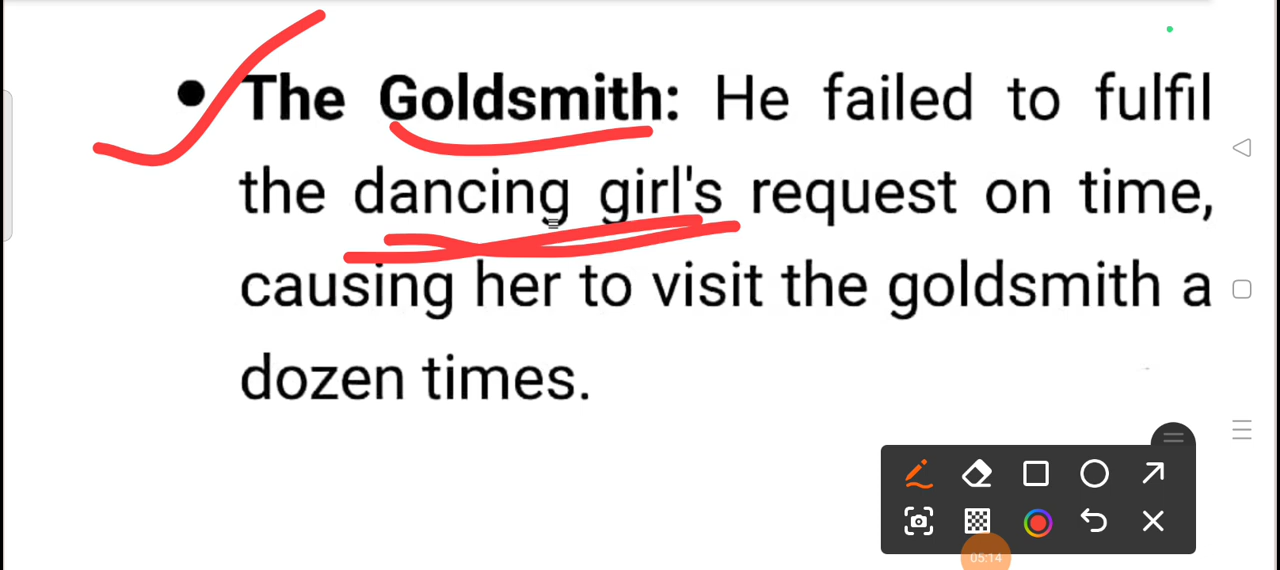 • The Goldsmith: He failed to fulfil
the dancing girl's request on time,
causing her to visit the goldsmith a
dozen times.
05:14